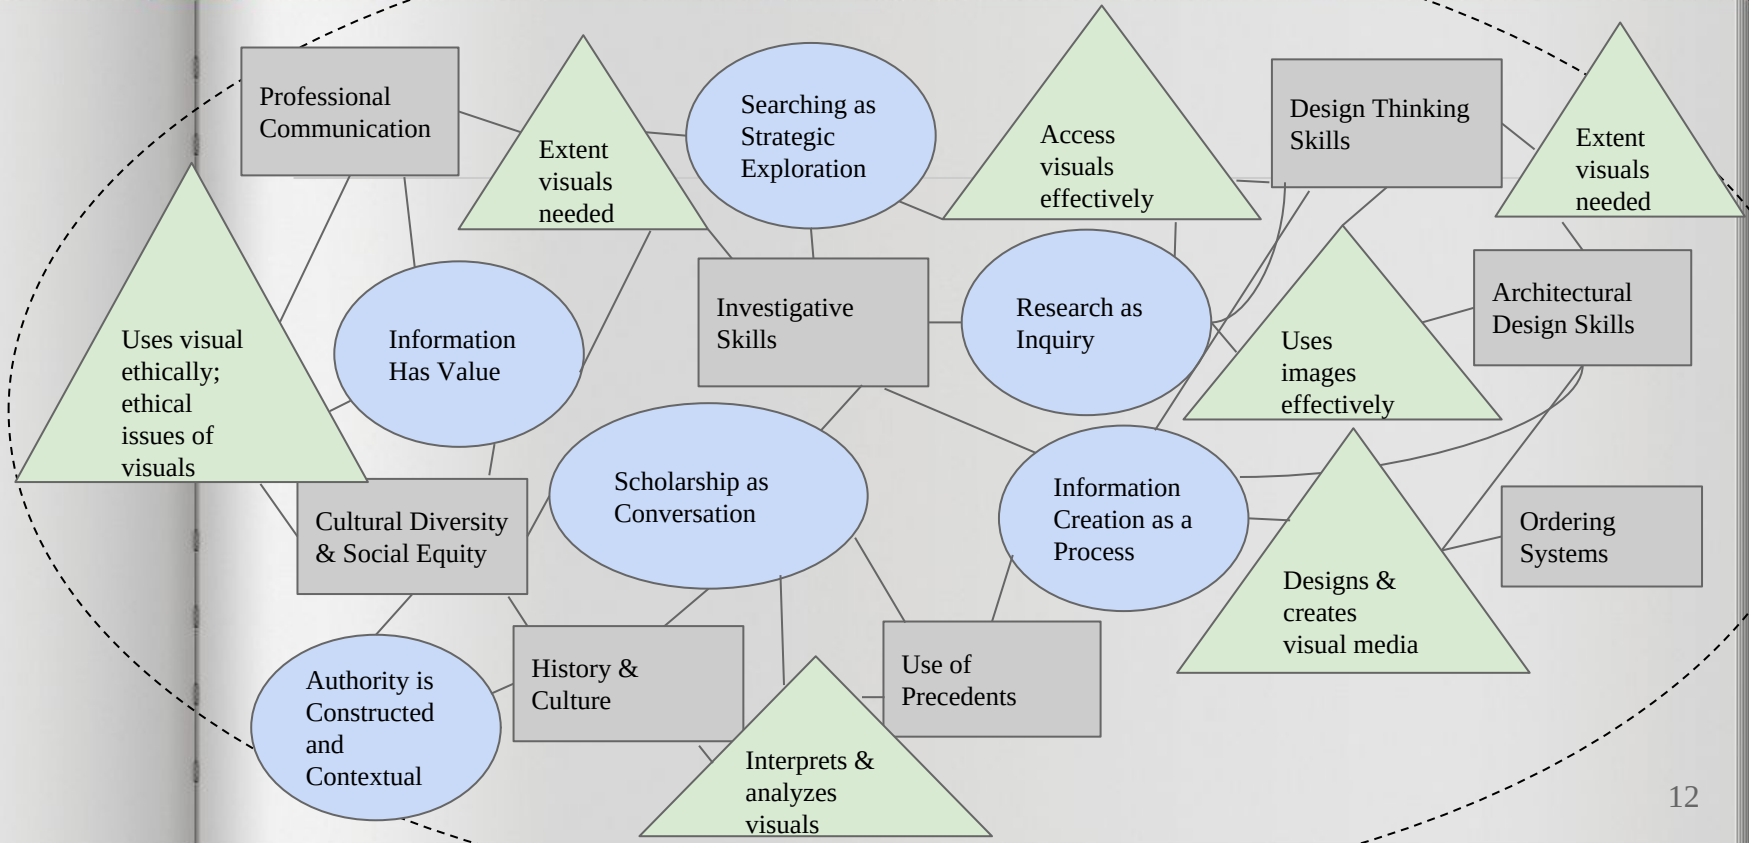 Professional
Communication
Extent
visuals
needed
Searching as
Strategic
Exploration
Access
visuals
effectively
Design Thinking
Skills
Extent
visuals
needed
Uses visual
ethically;
ethical
issues of
visuals
Information
Has Value
Investigative
Skills
Research as
Inquiry
Uses
images
effectively
Architectural
Design Skills
Cultural Diversity
& Social Equity
Scholarship as
Conversation
Information
Creation as a
Process
Designs &
creates
visual media
Ordering
Systems
Authority is
Constructed
and
Contextual
History &
Culture
Interprets &
analyzes
visuals
Use of
Precedents
12